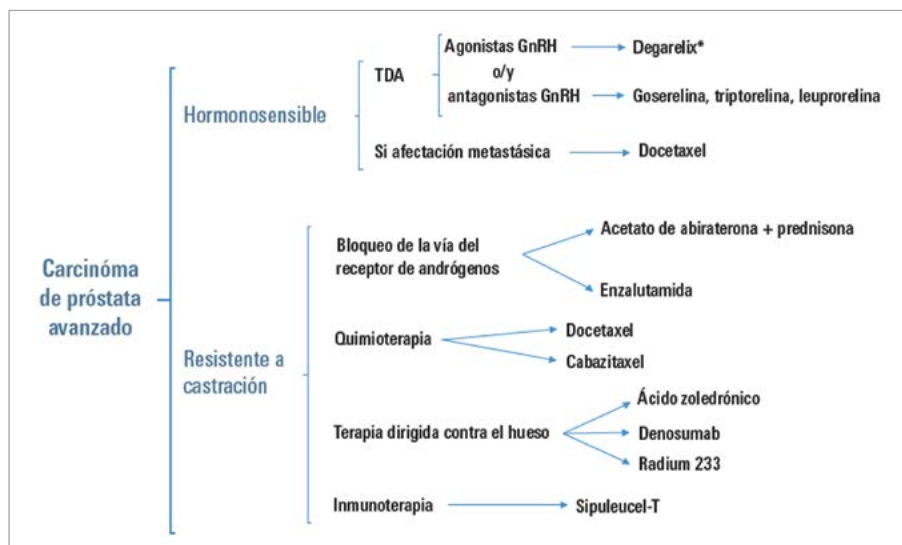 Carcinóma
de próstata
avanzado
Hormonosensible
TDA
Agonistas GnRH
o/y
antagonistas GnRH
Degarelix*
Goserelina, triptorelina, leuprorelina
Si afectación metastásica
Docetaxel
Resistente a
castración
Bloqueo de la vía del
receptor de andrógenos
Acetato de abiraterona + prednisona
Enzalutamida
Quimioterapia
Docetaxel
Cabazitaxel
Terapia dirigida contra el hueso
Ácido zoledrónico
Denosumab
Radium 233
Inmunoterapia
Sipuleucel-T